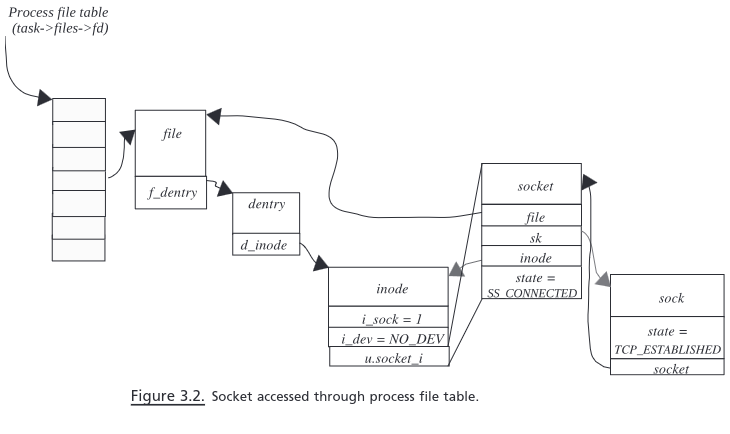 Process file table
(task->files->fd)
file
f_dentry
dentry
d_inode
inode
i_sock = 1
i_dev = NO_DEV
u.socket_i
socket
file
sk
inode
state =
SS_CONNECTED
sock
state =
TCP_ESTABLISHED
socket
Figure 3.2. Socket accessed through process file table.